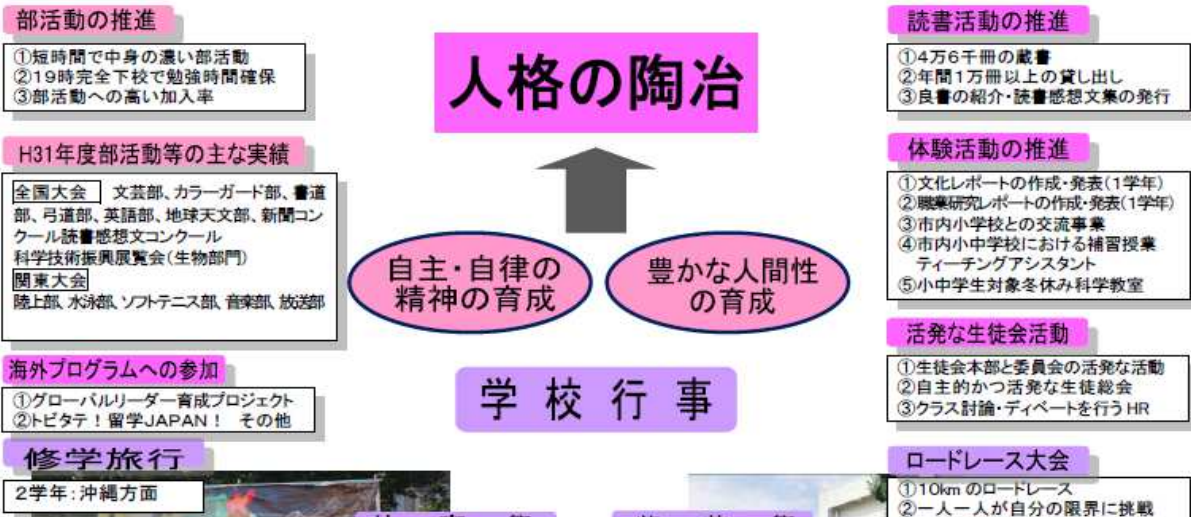 部活動の推進
①短時間で中身の濃い部活動
②19時完全下校で勉強時間確保
③部活動への高い加入率
H31年度部活動等の主な実績
全国大会 文芸部、カラーガード部、書道
部、弓道部、英語部、地球天文部、新聞コン
クール読書感想文コンクール
科学技術振興展覧会(生物部門)
関東大会
陸上部、水泳部、ソフトテニス部、音楽部、放送部
海外プログラムへの参加
①グローバルリーダー育成プロジェクト
②トビタテ！留学JAPAN！ その他
修学旅行
2学年:沖縄方面
人格の陶冶
自主・自律の
精神の育成
豊かな人間性
の育成
学校行事
読書活動の推進
①4万6千冊の蔵書
②年間1万冊以上の貸し出し
③良書の紹介・読書感想文集の発行
体験活動の推進
①文化レポートの作成・発表(1学年)
②職業研究レポートの作成・発表(1学年)
③市内小学校との交流事業
④市内小中学校における補習授業
ティーチングアシスタント
⑤小中学生対象冬休み科学教室
活発な生徒会活動
①生徒会本部と委員会の活発な活動
②自主的かつ活発な生徒総会
③クラス討論・ディベートを行うHR
ロードレース大会
①10kmのロードレース
②一人一人が自分の限界に挑戦